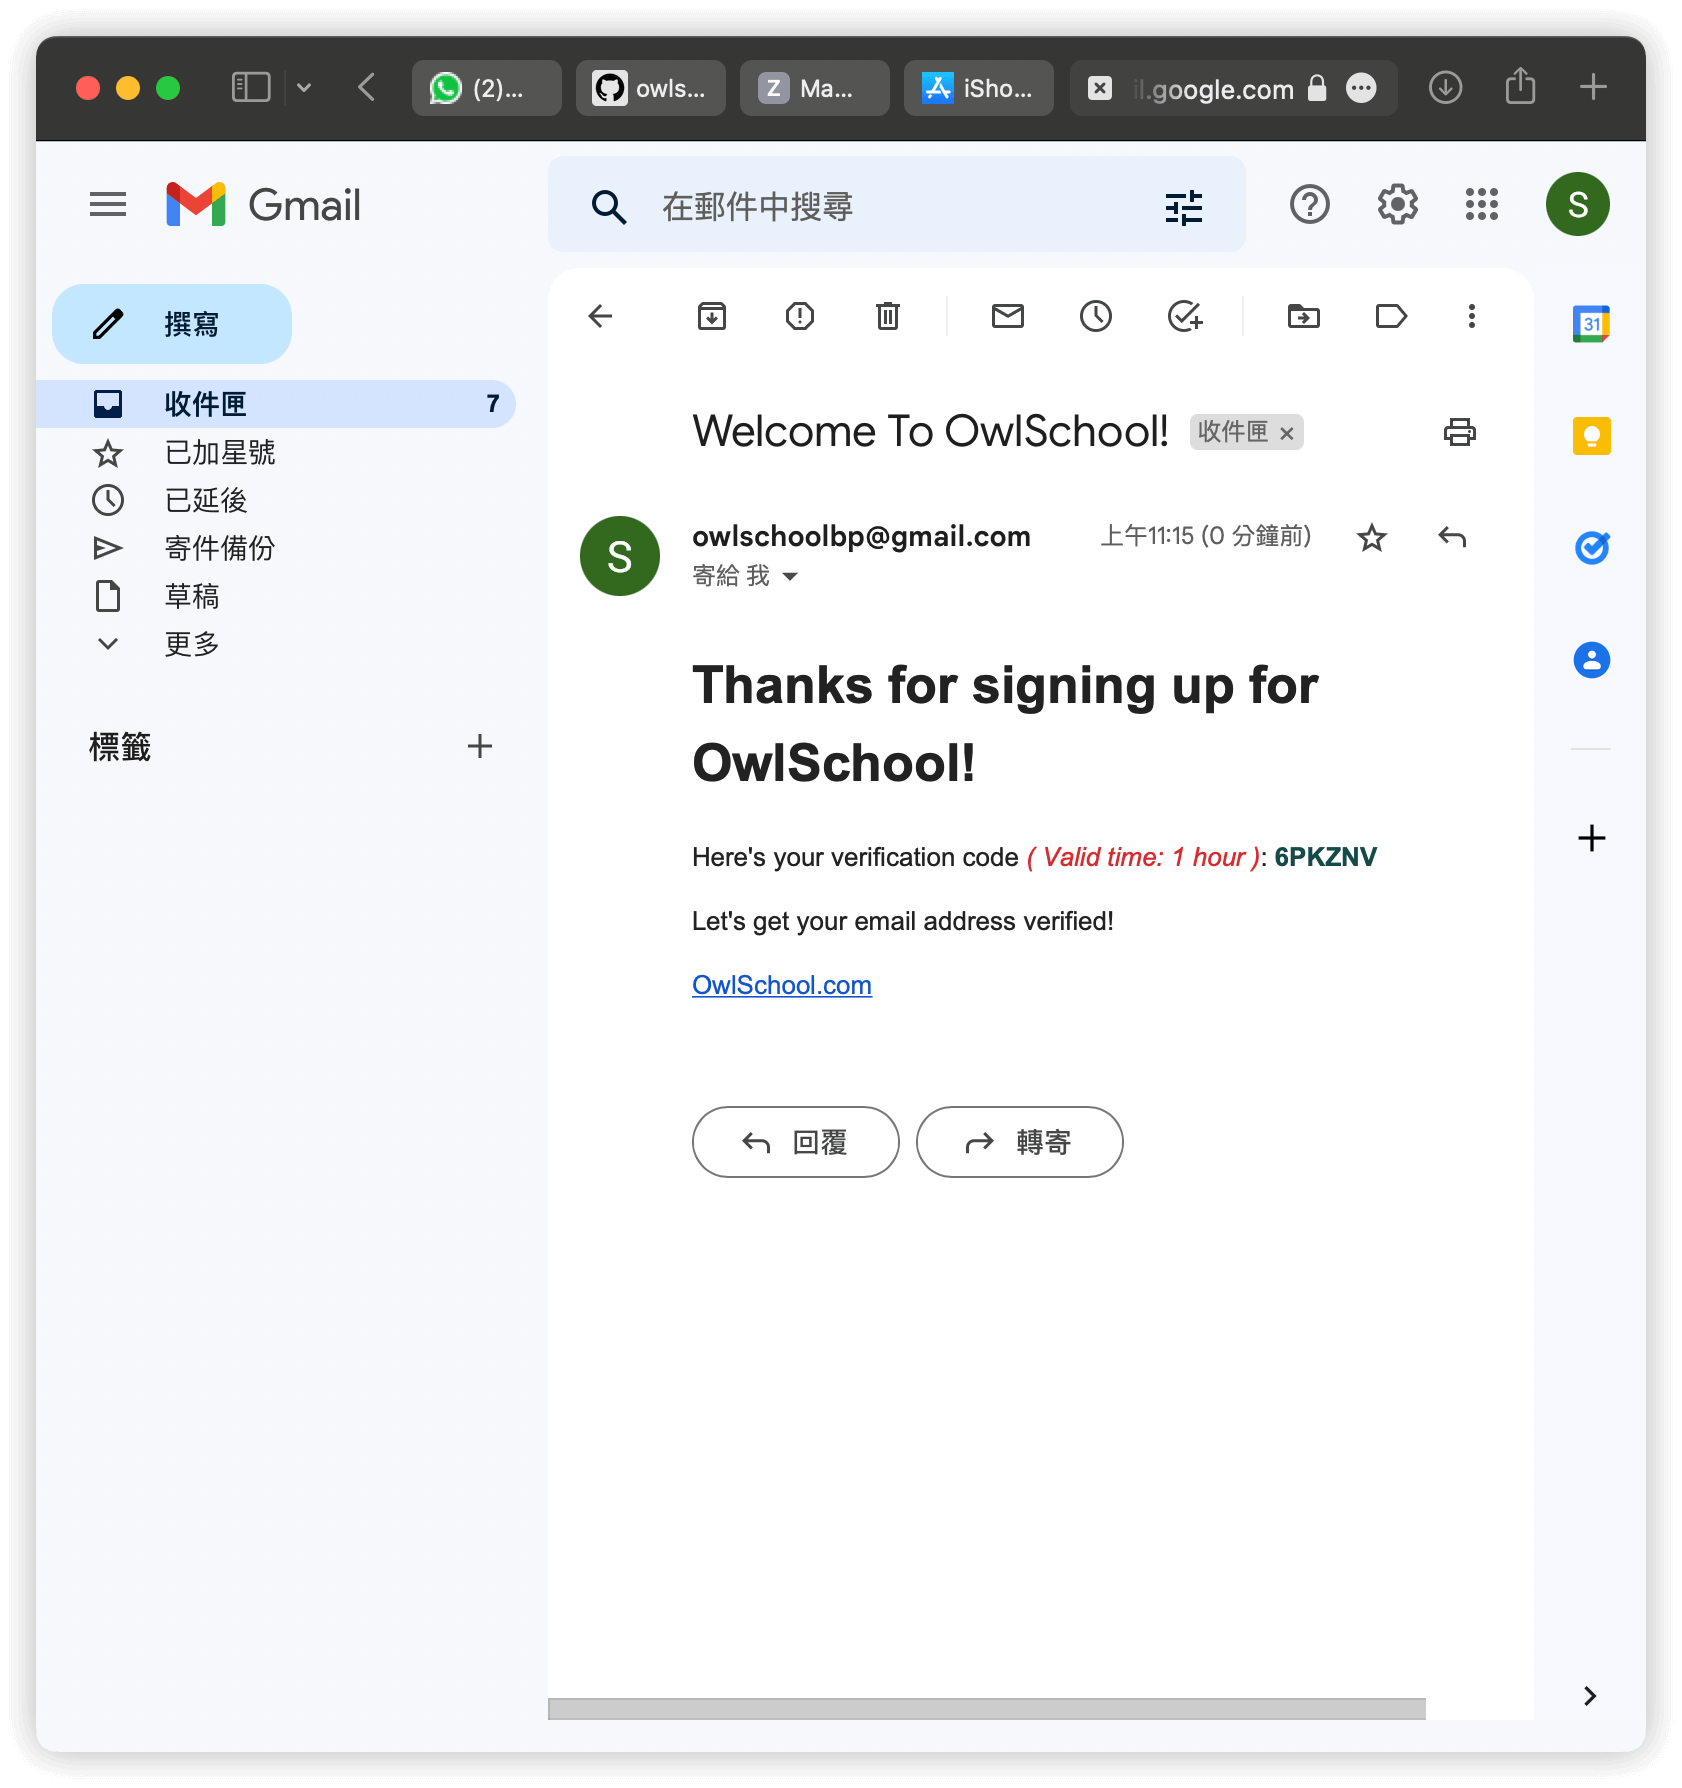 (2)...
owls...
Z Ma...
iSho...
il.google.com
Gmail
在郵件中搜尋
S
撰寫
收件匣 7
已加星號
已延後
寄件備份
草稿
更多
標籤
31
Welcome To OwlSchool! 收件匣 ×
S
owlschoolbp@gmail.com 上午11:15 (0 分鐘前)
寄給 我
Thanks for signing up for
OwlSchool!
Here's your verification code ( Valid time: 1 hour ): 6PKZNV
Let's get your email address verified!
OwlSchool.com
回覆 轉寄